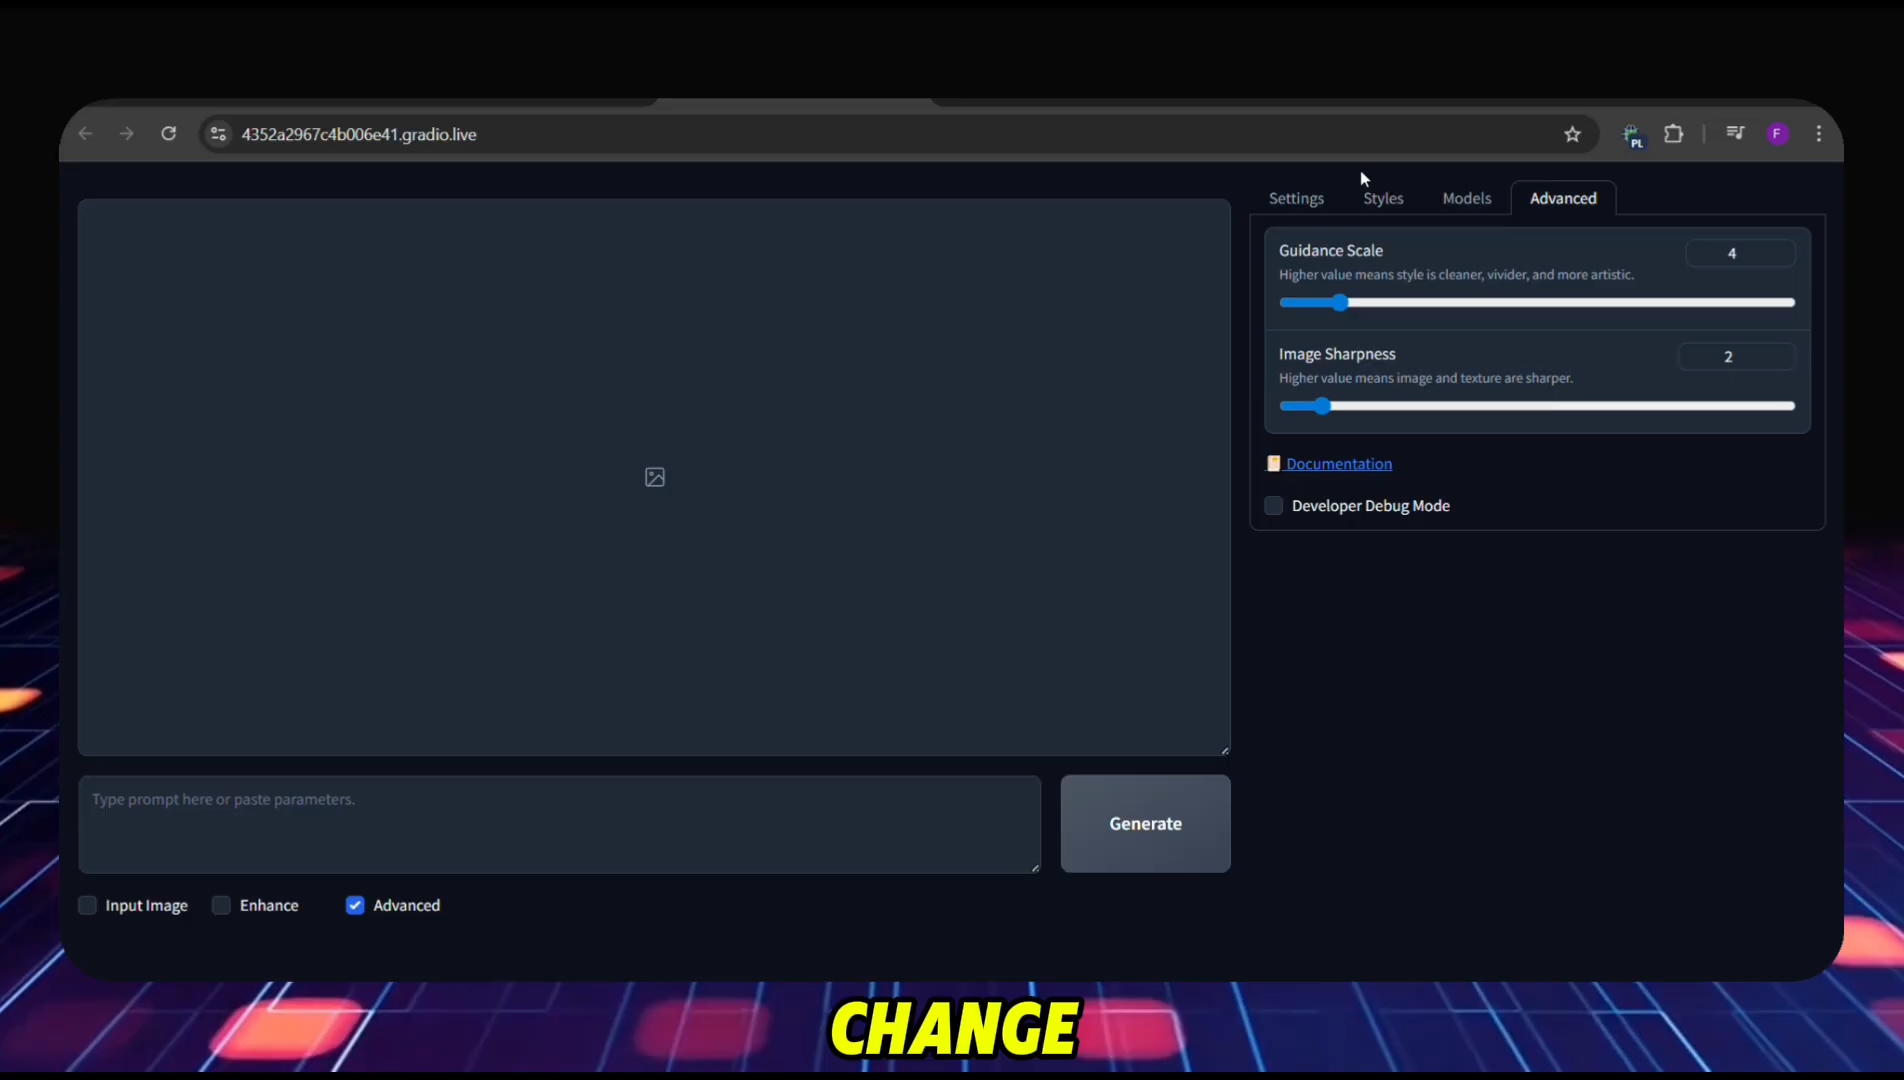 4352a2967c4b006e41.gradio.live
PL
F
Settings
Styles
Models
Advanced
Guidance Scale
4
Higher value means style is cleaner, vivider, and more artistic.
Image Sharpness
2
Higher value means image and texture are sharper.
Documentation
Developer Debug Mode
Type prompt here or paste parameters.
Generate
Input Image
Enhance
Advanced
CHANGE